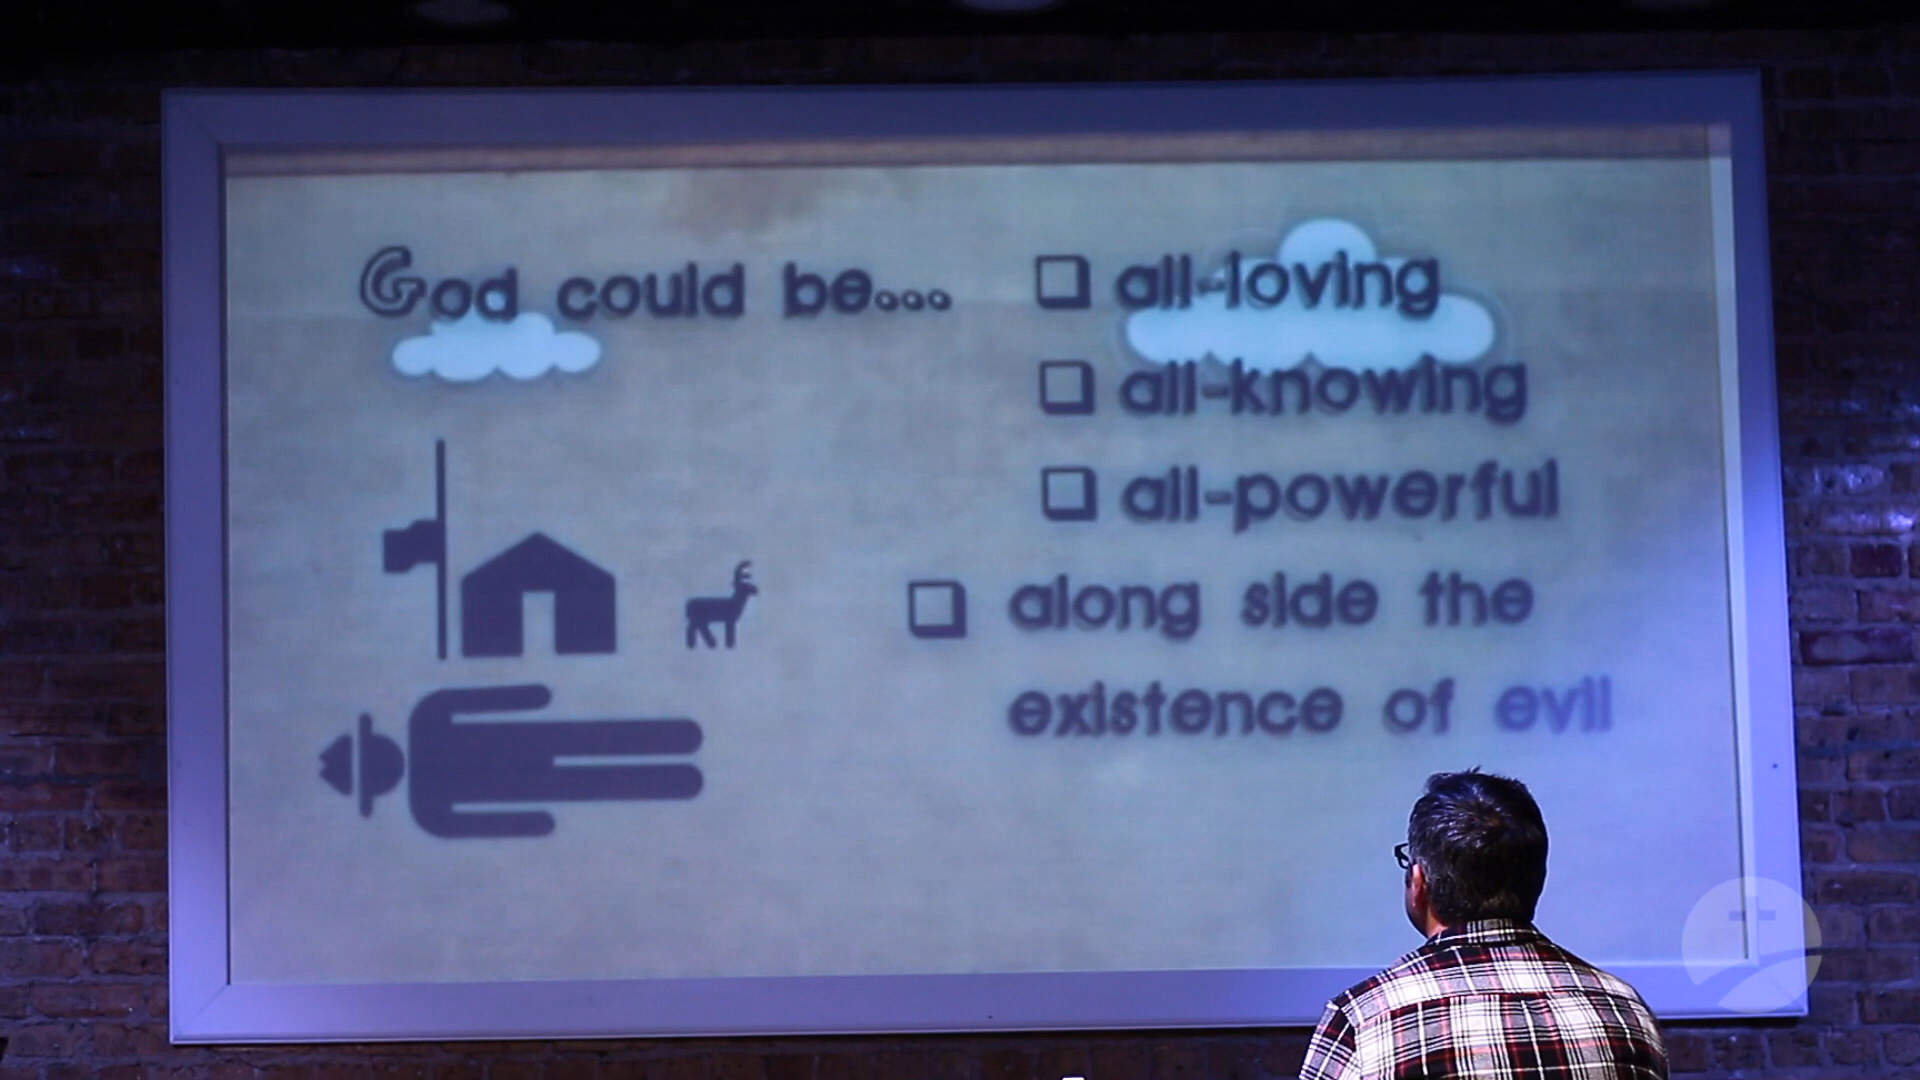 God could be...
❑ all-loving
❑ all-knowing
❑ all-powerful
❑ along side the
existence of evil